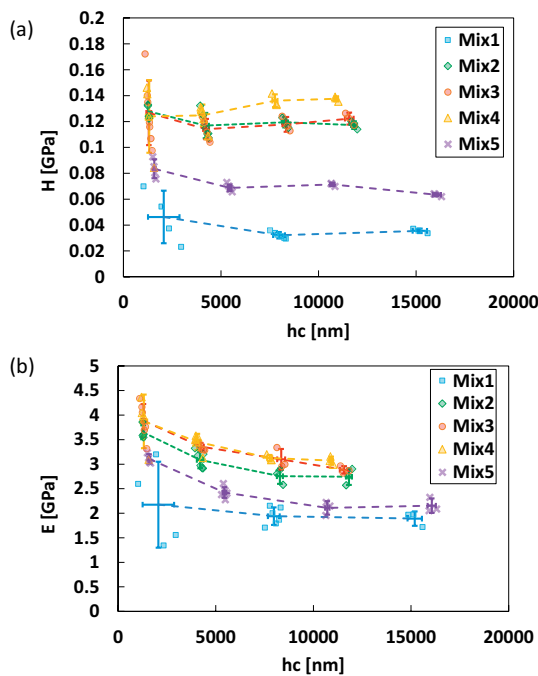 (a)
0.2
0.18
0.16
0.14
0.12
0.1
0.08
0.06
0.04
0.02
0
H [GPa]
Mix1
Mix2
Mix3
Mix4
Mix5
0 5000 10000 15000 20000
hc [nm]
(b)
5
4.5
4
3.5
3
2.5
2
1.5
1
0.5
0
E [GPa]
Mix1
Mix2
Mix3
Mix4
Mix5
0 5000 10000 15000 20000
hc [nm]